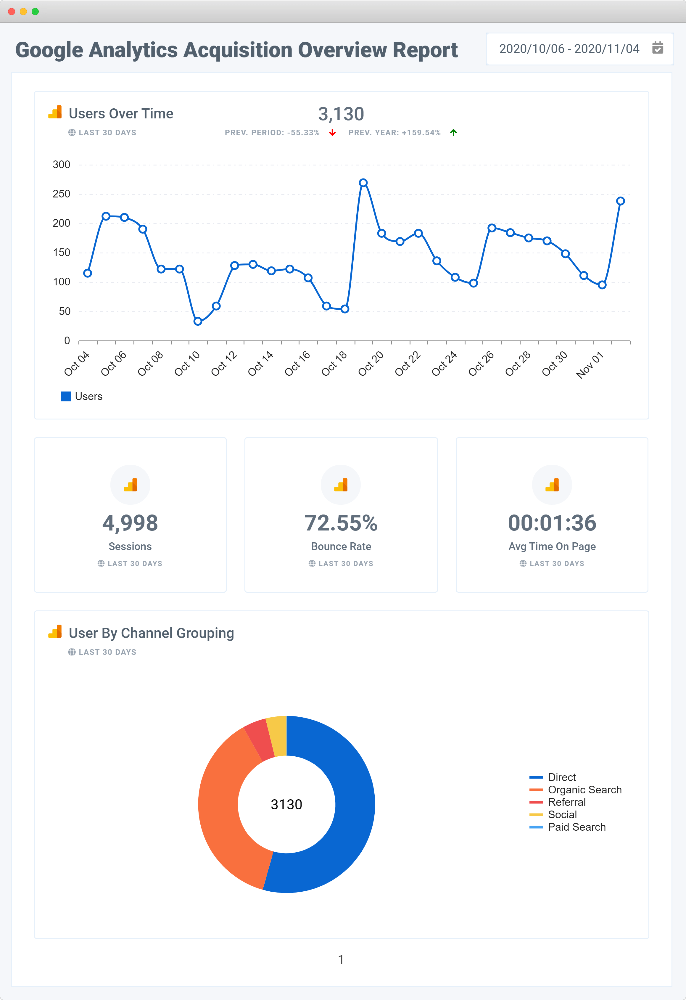 Google Analytics Acquisition Overview Report
2020/10/06 - 2020/11/04
Users Over Time
3,130
LAST 30 DAYS
PREV. PERIOD: -55.33%
PREV. YEAR: +159.54%
300
250
200
150
100
50
0
Oct 04
Oct 06
Oct 08
Oct 10
Oct 12
Oct 14
Oct 16
Oct 18
Oct 20
Oct 22
Oct 24
Oct 26
Oct 28
Oct 30
Nov 01
Users
4,998
Sessions
LAST 30 DAYS
72.55%
Bounce Rate
LAST 30 DAYS
00:01:36
Avg Time On Page
LAST 30 DAYS
User By Channel Grouping
LAST 30 DAYS
3130
Direct
Organic Search
Referral
Social
Paid Search
1